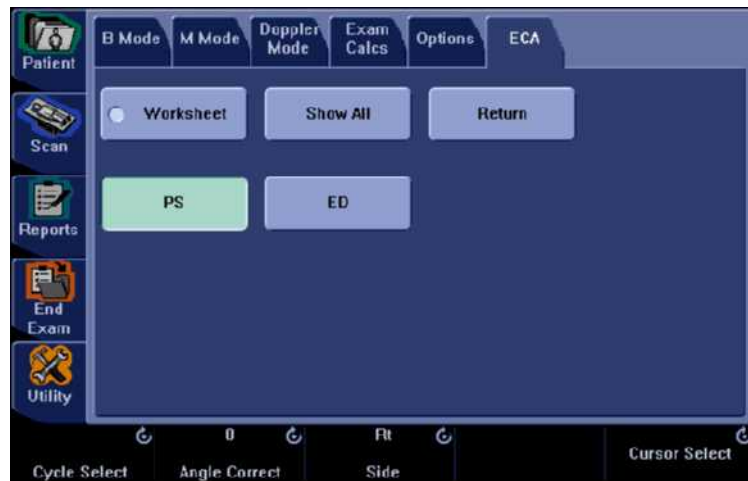 Patient
B Mode
M Mode
Doppler
Mode
Exam
Calcs
Options
ECA
Scan
Worksheet
Show All
Return
Reports
PS
ED
End
Exam
Utility
0
Rt
Cycle Select
Angle Correct
Side
Cursor Select